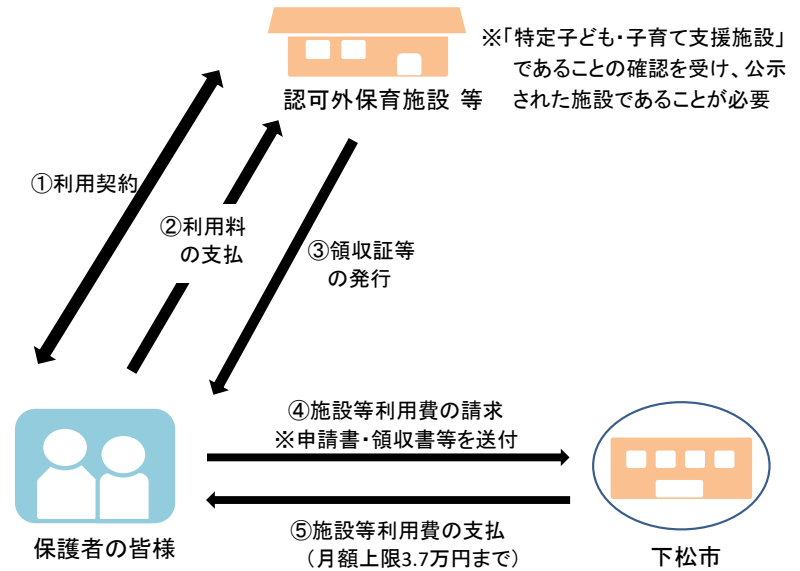 ※「特定子ども・子育て支援施設」
であることの確認を受け、公示
された施設であることが必要
認可外保育施設 等
①利用契約
②利用料
の支払
③領収証等
の発行
④施設等利用費の請求
※申請書・領収書等を送付
⑤施設等利用費の支払
（月額上限3.7万円まで）
保護者の皆様
下松市